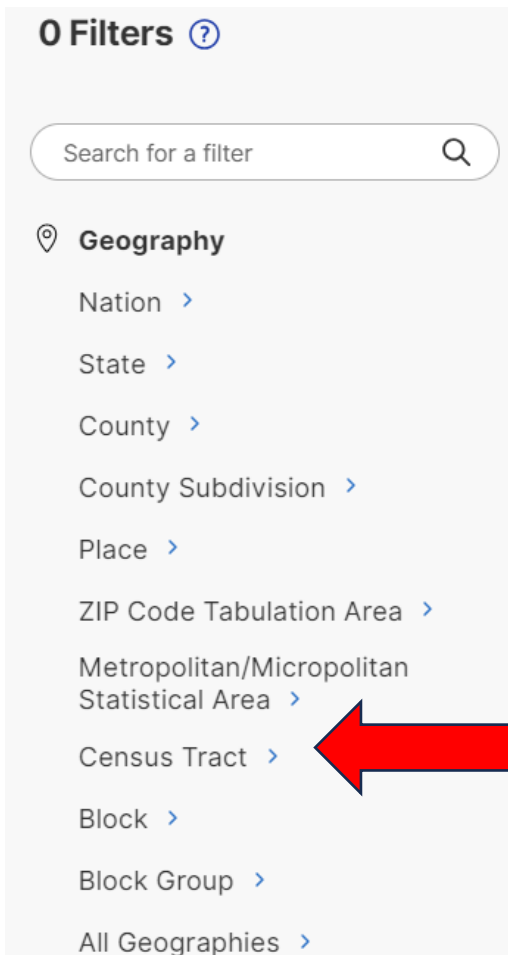 0 Filters ?
Search for a filter
Geography
Nation >
State >
County >
County Subdivision >
Place >
ZIP Code Tabulation Area >
Metropolitan/Micropolitan
Statistical Area >
Census Tract >
Block >
Block Group >
All Geographies >